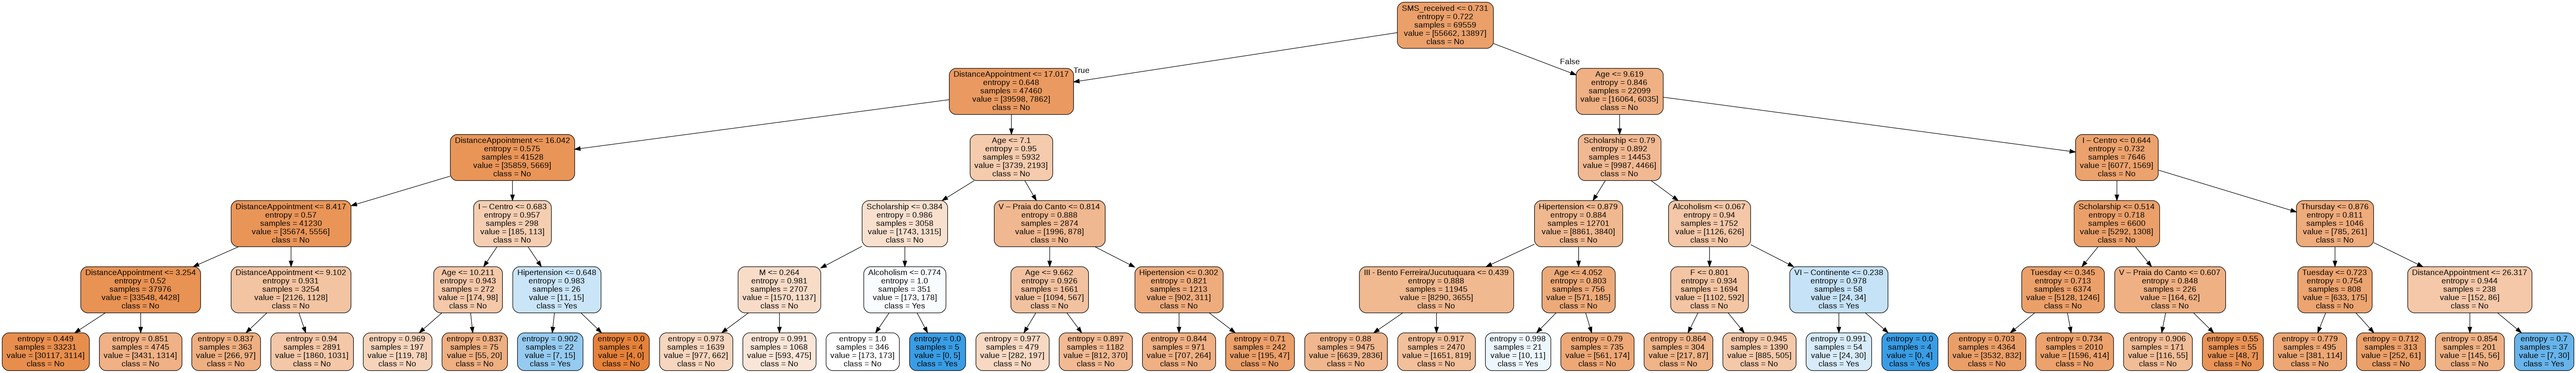 SMS_received <= 0.731
entropy = 0.722
samples = 69559
value = [55662, 13897]
class = No
True
False
DistanceAppointment <= 17.017
entropy = 0.648
samples = 47460
value = [39598, 7862]
class = No
Age <= 9.619
entropy = 0.846
samples = 22099
value = [16064, 6035]
class = No
DistanceAppointment <= 16.042
entropy = 0.575
samples = 41528
value = [35859, 5669]
class = No
Age <= 7.1
entropy = 0.95
samples = 5932
value = [3739, 2193]
class = No
Scholarship <= 0.79
entropy = 0.892
samples = 14453
value = [9987, 4466]
class = No
I – Centro <= 0.644
entropy = 0.732
samples = 7646
value = [6077, 1569]
class = No
DistanceAppointment <= 8.417
entropy = 0.57
samples = 41230
value = [35674, 5556]
class = No
I – Centro <= 0.683
entropy = 0.957
samples = 298
value = [185, 113]
class = No
Scholarship <= 0.384
entropy = 0.986
samples = 3058
value = [1743, 1315]
class = No
V – Praia do Canto <= 0.814
entropy = 0.888
samples = 2874
value = [1996, 878]
class = No
Hipertension <= 0.879
entropy = 0.884
samples = 12701
value = [8861, 3840]
class = No
Alcoholism <= 0.067
entropy = 0.94
samples = 1752
value = [1126, 626]
class = No
Scholarship <= 0.514
entropy = 0.718
samples = 6600
value = [5292, 1308]
class = No
Thursday <= 0.876
entropy = 0.811
samples = 1046
value = [785, 261]
class = No
DistanceAppointment <= 3.254
entropy = 0.52
samples = 37976
value = [33548, 4428]
class = No
DistanceAppointment <= 9.102
entropy = 0.931
samples = 3254
value = [2126, 1128]
class = No
Age <= 10.211
entropy = 0.943
samples = 272
value = [174, 98]
class = No
Hipertension <= 0.648
entropy = 0.983
samples = 26
value = [11, 15]
class = Yes
M <= 0.264
entropy = 0.981
samples = 2707
value = [1570, 1137]
class = No
Alcoholism <= 0.774
entropy = 1.0
samples = 351
value = [173, 178]
class = Yes
Age <= 9.662
entropy = 0.926
samples = 1661
value = [1094, 567]
class = No
Hipertension <= 0.302
entropy = 0.821
samples = 1213
value = [902, 311]
class = No
III - Bento Ferreira/Jucutuquara <= 0.439
entropy = 0.888
samples = 11945
value = [8290, 3655]
class = No
Age <= 4.052
entropy = 0.803
samples = 756
value = [571, 185]
class = No
F <= 0.801
entropy = 0.934
samples = 1694
value = [1102, 592]
class = No
VI – Continente <= 0.238
entropy = 0.978
samples = 58
value = [24, 34]
class = Yes
Tuesday <= 0.345
entropy = 0.713
samples = 6374
value = [5128, 1246]
class = No
V – Praia do Canto <= 0.607
entropy = 0.848
samples = 226
value = [164, 62]
class = No
Tuesday <= 0.723
entropy = 0.754
samples = 808
value = [633, 175]
class = No
DistanceAppointment <= 26.317
entropy = 0.944
samples = 238
value = [152, 86]
class = No
entropy = 0.449
samples = 33231
value = [30117, 3114]
class = No
entropy = 0.851
samples = 4745
value = [3431, 1314]
class = No
entropy = 0.837
samples = 363
value = [266, 97]
class = No
entropy = 0.94
samples = 2891
value = [1860, 1031]
class = No
entropy = 0.969
samples = 197
value = [119, 78]
class = No
entropy = 0.837
samples = 75
value = [55, 20]
class = No
entropy = 0.902
samples = 22
value = [7, 15]
class = Yes
entropy = 0.0
samples = 4
value = [4, 0]
class = No
entropy = 0.973
samples = 1639
value = [977, 662]
class = No
entropy = 0.991
samples = 1068
value = [593, 475]
class = No
entropy = 1.0
samples = 346
value = [173, 173]
class = No
entropy = 0.0
samples = 5
value = [0, 5]
class = Yes
entropy = 0.977
samples = 479
value = [282, 197]
class = No
entropy = 0.897
samples = 1182
value = [812, 370]
class = No
entropy = 0.844
samples = 971
value = [707, 264]
class = No
entropy = 0.71
samples = 242
value = [195, 47]
class = No
entropy = 0.88
samples = 9475
value = [6639, 2836]
class = No
entropy = 0.917
samples = 2470
value = [1651, 819]
class = No
entropy = 0.998
samples = 21
value = [10, 11]
class = Yes
entropy = 0.79
samples = 735
value = [561, 174]
class = No
entropy = 0.864
samples = 304
value = [217, 87]
class = No
entropy = 0.945
samples = 1390
value = [885, 505]
class = No
entropy = 0.991
samples = 54
value = [24, 30]
class = Yes
entropy = 0.0
samples = 4
value = [0, 4]
class = Yes
entropy = 0.703
samples = 4364
value = [3532, 832]
class = No
entropy = 0.734
samples = 2010
value = [1596, 414]
class = No
entropy = 0.906
samples = 171
value = [116, 55]
class = No
entropy = 0.55
samples = 55
value = [48, 7]
class = No
entropy = 0.779
samples = 495
value = [381, 114]
class = No
entropy = 0.712
samples = 313
value = [252, 61]
class = No
entropy = 0.854
samples = 201
value = [145, 56]
class = No
entropy = 0.7
samples = 37
value = [7, 30]
class = Yes